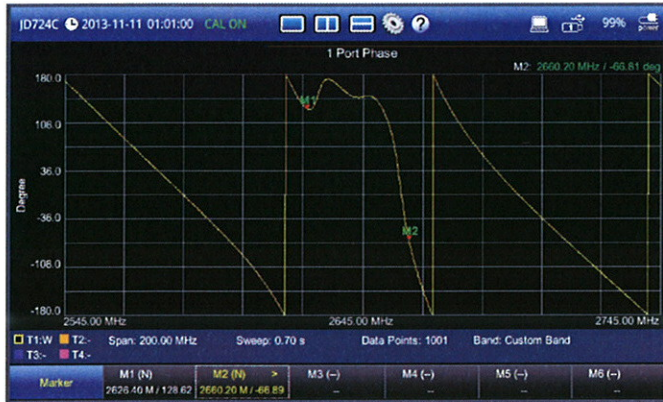 JD724C 2013-11-11 01:01:00 CAL ON
99%
power
1 Port Phase
M2: 2660.20 MHz / -66.81 deg
180.0
108.0
36.0
-36.0
-108.0
-180.0
Degree
M1
M2
2545.00 MHz 2645.00 MHz 2745.00 MHz
T1:W T2:- Span: 200.00 MHz Sweep: 0.70 s Data Points: 1001 Band: Custom Band
T3:- T4:-
Marker
M1 (N) M2 (N) > M3 (--) M4 (--) M5 (--) M6 (--)
2626.40 M / 128.62 2660.20 M / -66.89 -- -- -- --